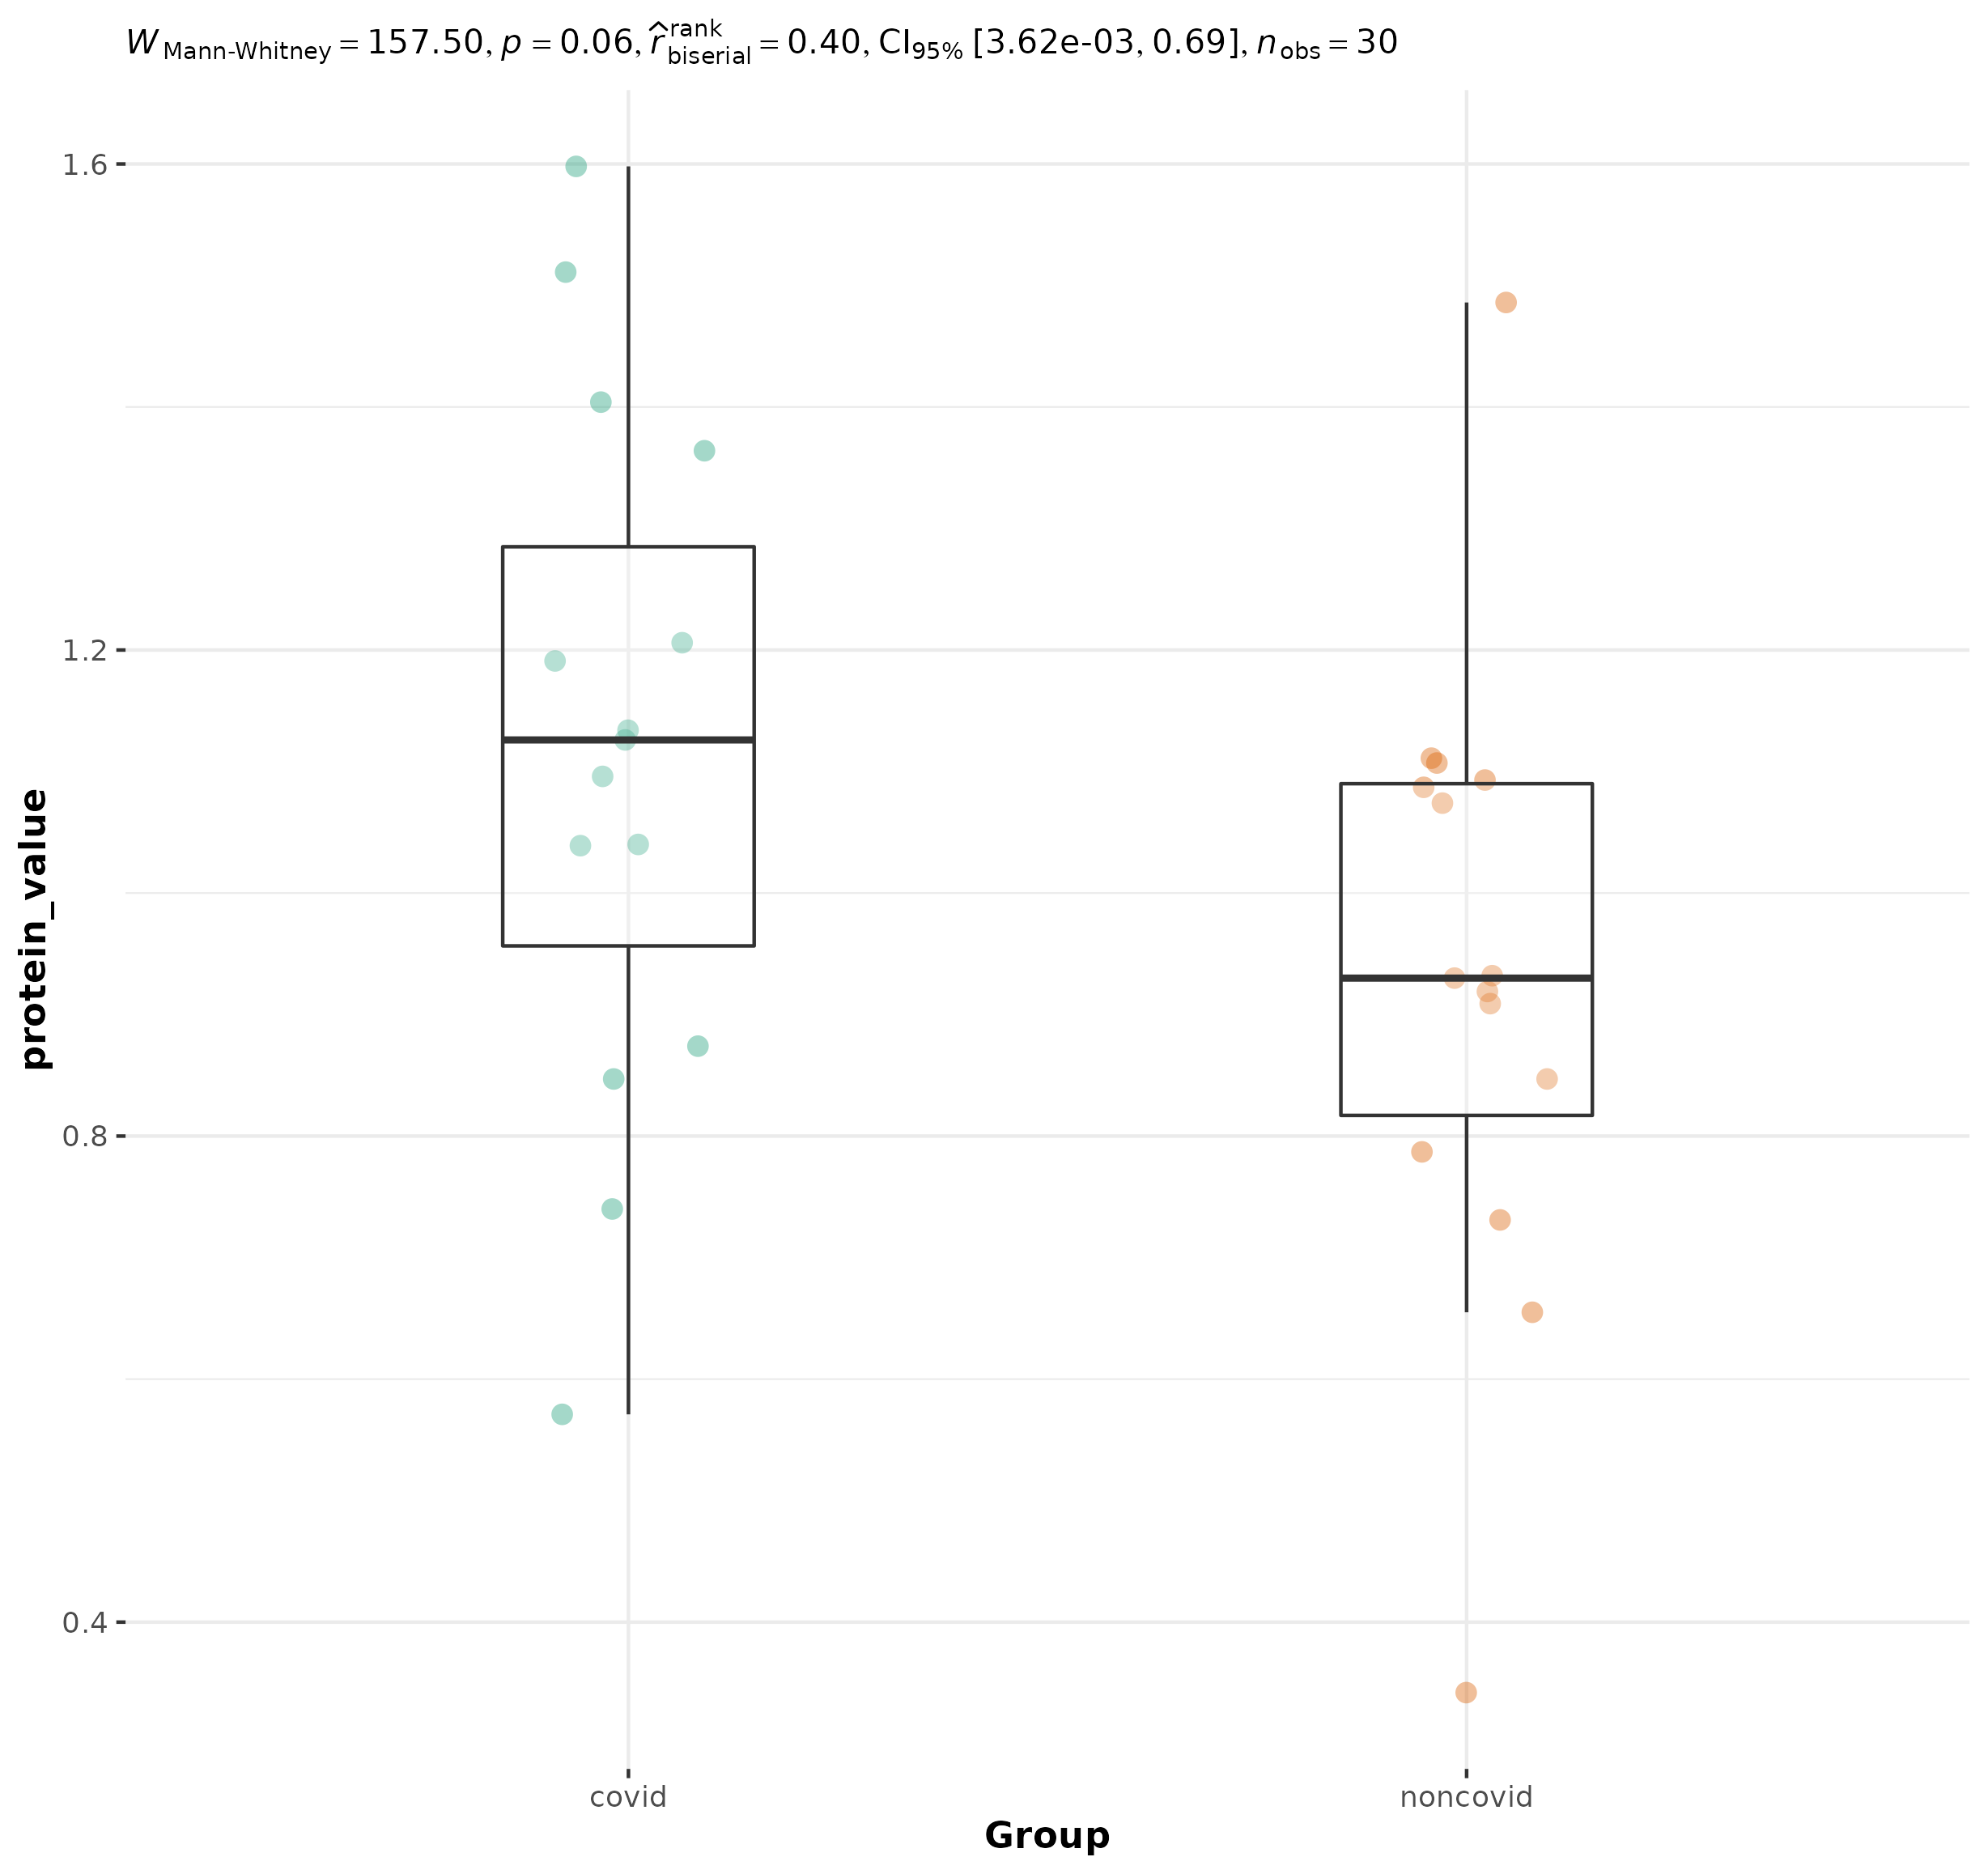 W Mann-Whitney = 157.50, p = 0.06, r̂ rank biserial = 0.40, CI95% [3.62e-03, 0.69], nobs = 30
1.6
1.2
0.8
0.4
protein_value
covid noncovid
Group